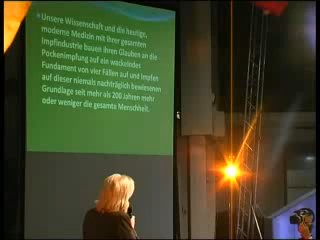 Unsere Wissenschaft und die heutige,
moderne Medizin mit ihrer gesamten
Impfindustrie bauen ihren Glauben an die
Pockenimpfung auf ein wackelndes
Fundament von vier Fällen auf und Impfen
auf dieser niemals nachträglich bewiesenen
Grundlage seit mehr als 200 Jahren mehr
oder weniger die gesamte Menschheit.